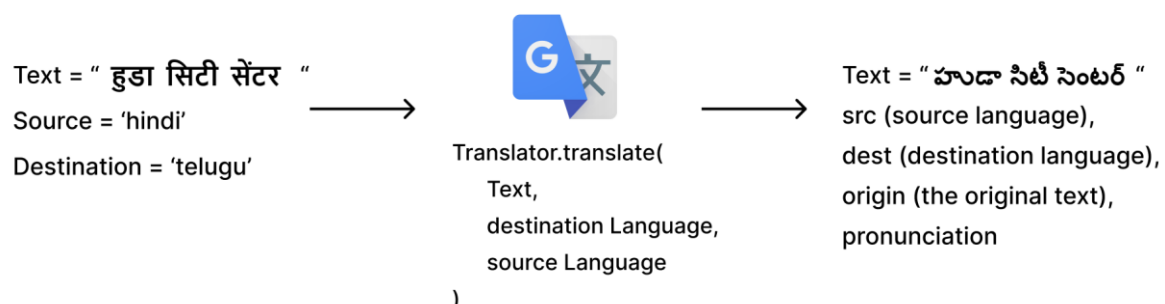 Text = “ हुडा सिटी सेंटर “
Source = ‘hindi’
Destination = ‘telugu’
G 文
Translator.translate(
Text,
destination Language,
source Language
)
Text = “ హుడా సిటీ సెంటర్ “
src (source language),
dest (destination language),
origin (the original text),
pronunciation